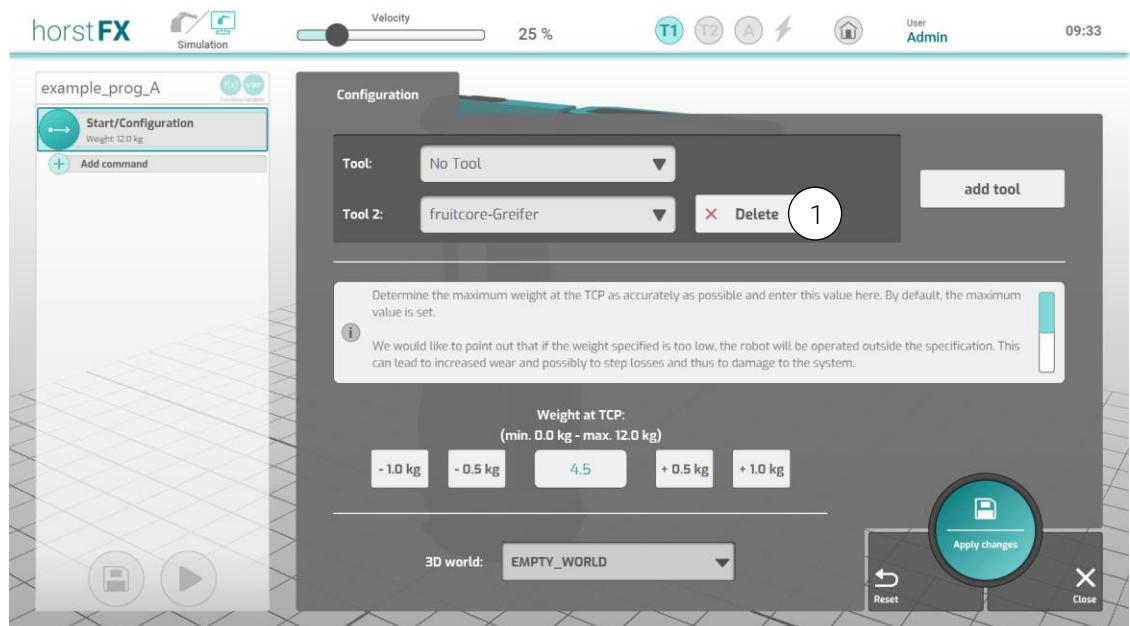 horstFX
Simulation
Velocity
25 %
T1
T2
A
User
Admin
09:33
example_prog_A
f(x)
var
Start/Configuration
Weight: 12.0 kg
Add command
Configuration
Tool:
No Tool
Tool 2:
fruitcore-Greifer
Delete
1
add tool
Determine the maximum weight at the TCP as accurately as possible and enter this value here. By default, the maximum
value is set.
We would like to point out that if the weight specified is too low, the robot will be operated outside the specification. This
can lead to increased wear and possibly to step losses and thus to damage to the system.
Weight at TCP:
(min. 0.0 kg - max. 12.0 kg)
- 1.0 kg
- 0.5 kg
4.5
+ 0.5 kg
+ 1.0 kg
3D world:
EMPTY_WORLD
Apply changes
Reset
Close